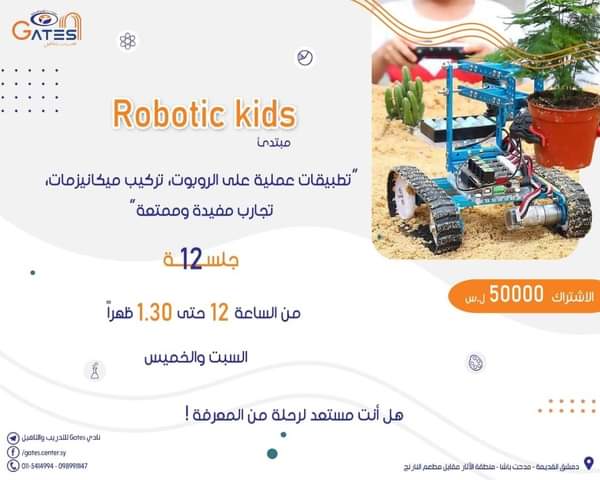 GATES
Robotic kids
مبتدئ
"تطبيقات عملية على الروبوت، تركيب ميكانيزمات،
تجارب مفيدة وممتعة"
12 جلســة
الاشتراك 50000 ل.س
من الساعة 12 حتى 1.30 ظهراً
السبت والخميس
هل أنت مستعد لرحلة من المعرفة !
نادي Gates للتدريب والتأهيل
/gates.center.sy
011-5414994 - 098991847
دمشق القديمة - مدحت باشا - منطقة الآثار مقابل مطعم النارنج